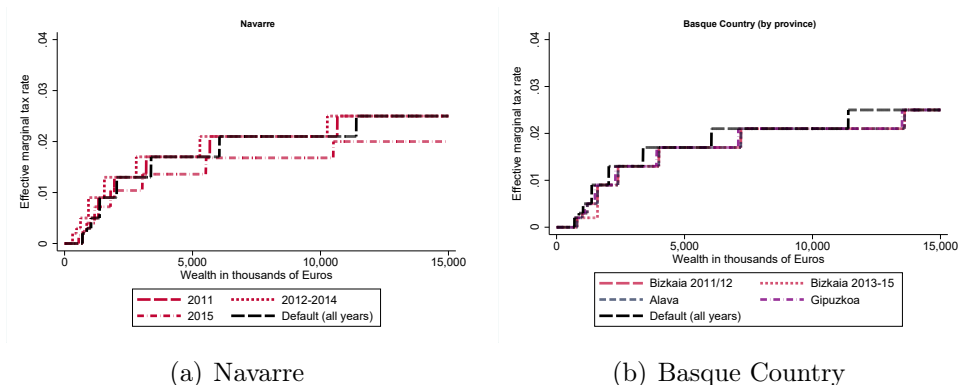 Navarre
Effective marginal tax rate
.04
.03
.02
.01
0
0 5,000 10,000 15,000
Wealth in thousands of Euros
2011 2012-2014
2015 Default (all years)
(a) Navarre
Basque Country (by province)
Effective marginal tax rate
.04
.03
.02
.01
0
0 5,000 10,000 15,000
Wealth in thousands of Euros
Bizkaia 2011/12 Bizkaia 2013-15
Alava Gipuzkoa
Default (all years)
(b) Basque Country